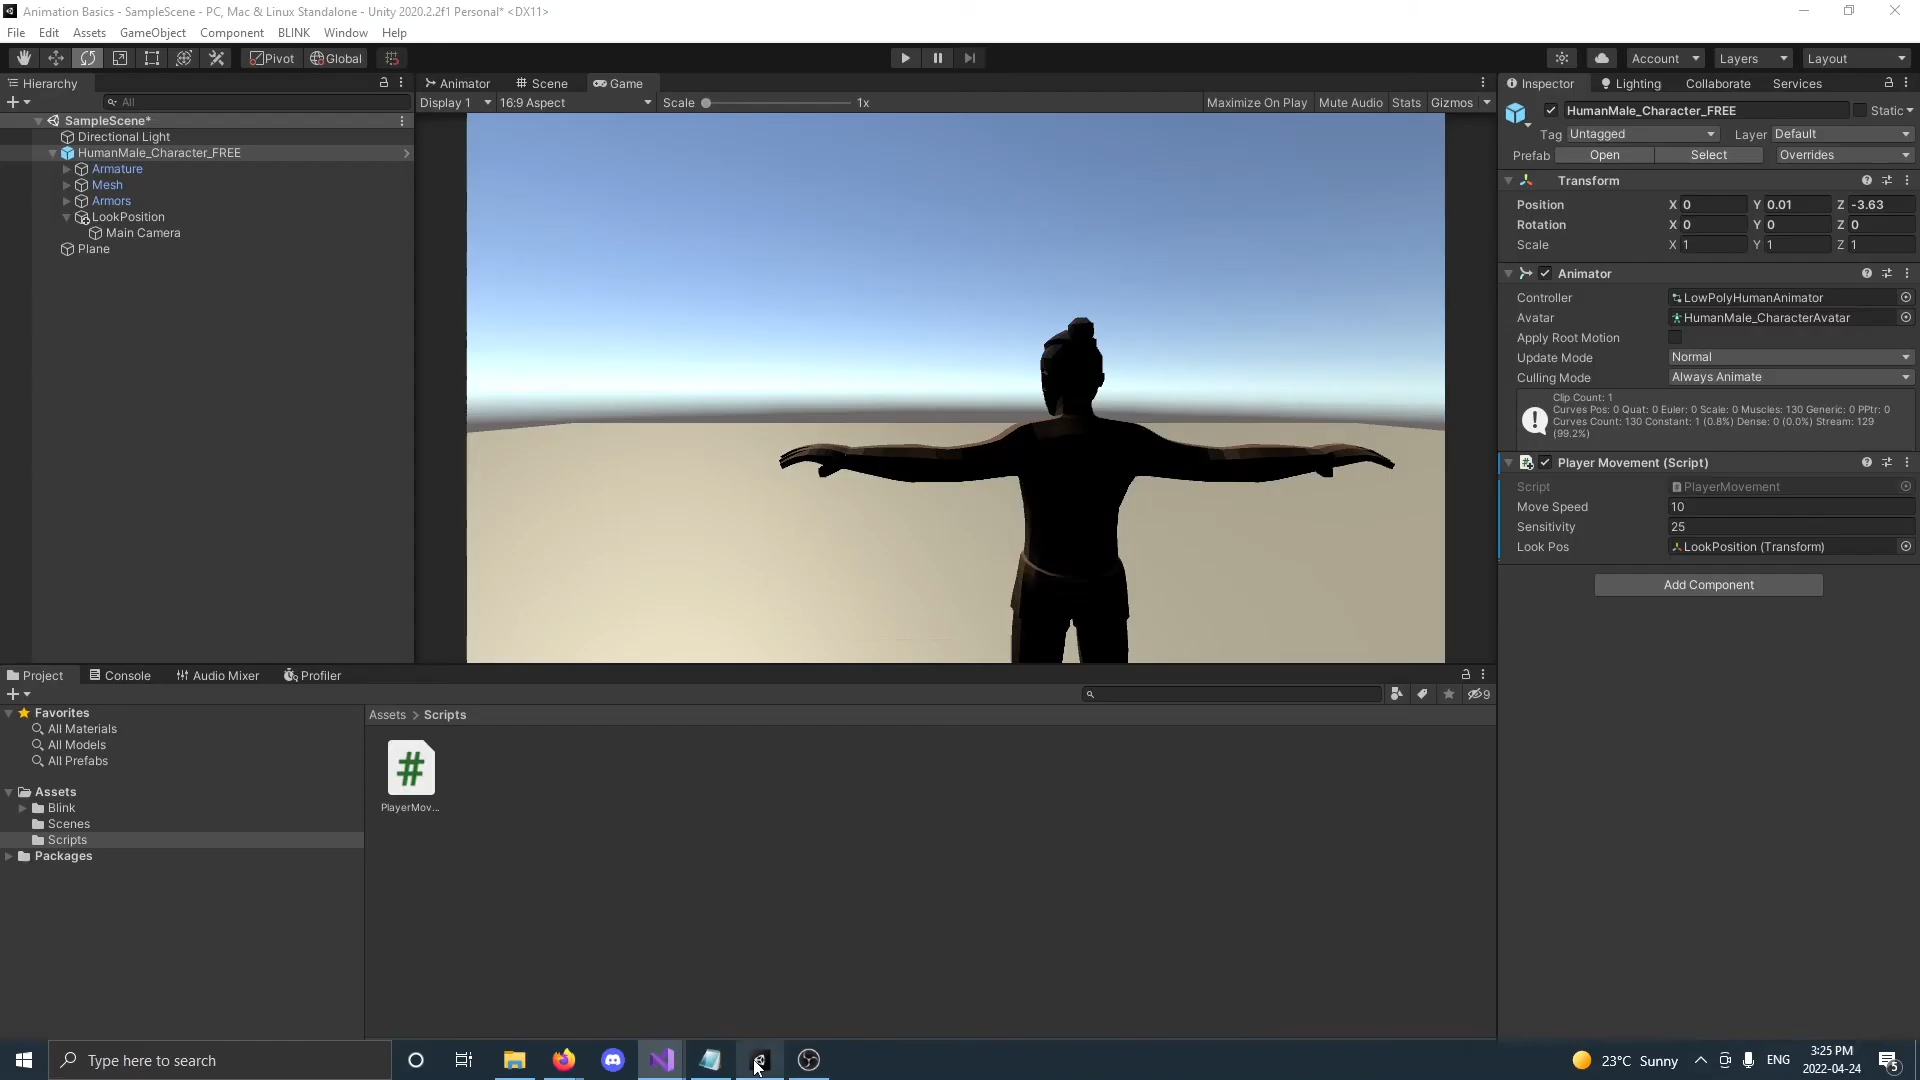 Animation Basics - SampleScene - PC, Mac & Linux Standalone - Unity 2020.2.2f1 Personal* <DX11>
File Edit Assets GameObject Component BLINK Window Help
Pivot Global Account Layers Layout
Hierarchy Animator Scene Game Inspector Lighting Collaborate Services
All Display 1 16:9 Aspect Scale 1x Maximize On Play Mute Audio Stats Gizmos
HumanMale_Character_FREE Static
SampleScene*
Directional Light
HumanMale_Character_FREE
Armature
Mesh
Armors
LookPosition
Main Camera
Plane
Tag Untagged Layer Default
Prefab Open Select Overrides
Transform
Position X 0 Y 0.01 Z -3.63
Rotation X 0 Y 0 Z 0
Scale X 1 Y 1 Z 1
Animator
Controller LowPolyHumanAnimator
Avatar HumanMale_CharacterAvatar
Apply Root Motion
Update Mode Normal
Culling Mode Always Animate
Clip Count: 1
Curves Pos: 0 Quat: 0 Euler: 0 Scale: 0 Muscles: 130 Generic: 0 PPtr: 0
Curves Count: 130 Constant: 1 (0.8%) Dense: 0 (0.0%) Stream: 129
(99.2%)
Player Movement (Script)
Script PlayerMovement
Move Speed 10
Sensitivity 25
Look Pos LookPosition (Transform)
Add Component
Project Console Audio Mixer Profiler
9
Favorites
All Materials
All Models
All Prefabs
Assets
Blink
Scenes
Scripts
Packages
Assets > Scripts
#
PlayerMov...
Type here to search
23°C Sunny
ENG
3:25 PM
2022-04-24
5